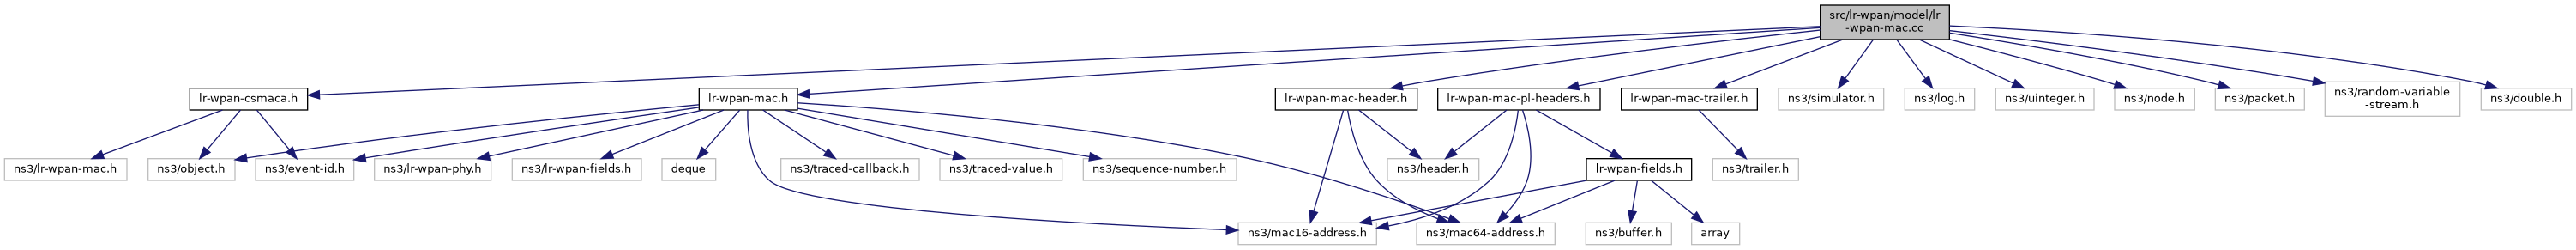 src/lr-wpan/model/lr
-wpan-mac.cc
lr-wpan-csmaca.h
lr-wpan-mac.h
lr-wpan-mac-header.h
lr-wpan-mac-pl-headers.h
lr-wpan-mac-trailer.h
ns3/simulator.h
ns3/log.h
ns3/uinteger.h
ns3/node.h
ns3/packet.h
ns3/random-variable
-stream.h
ns3/double.h
ns3/lr-wpan-mac.h
ns3/object.h
ns3/event-id.h
ns3/lr-wpan-phy.h
ns3/lr-wpan-fields.h
deque
ns3/traced-callback.h
ns3/traced-value.h
ns3/sequence-number.h
ns3/header.h
lr-wpan-fields.h
ns3/trailer.h
ns3/mac16-address.h
ns3/mac64-address.h
ns3/buffer.h
array